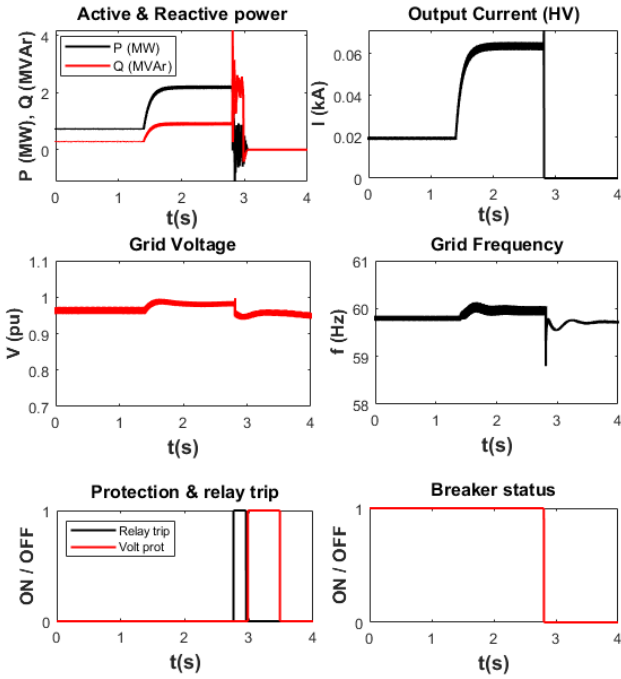 Active & Reactive power
P (MW), Q (MVAr)
4
2
0
P (MW)
Q (MVAr)
0
1
2
3
4
t(s)
Output Current (HV)
I (kA)
0.06
0.04
0.02
0
0
1
2
3
4
t(s)
Grid Voltage
V (pu)
1.1
1
0.9
0.8
0.7
0
1
2
3
4
t(s)
Grid Frequency
f (Hz)
61
60
59
58
0
1
2
3
4
t(s)
Protection & relay trip
ON / OFF
1
0
Relay trip
Volt prot
0
1
2
3
4
t(s)
Breaker status
ON / OFF
1
0
0
1
2
3
4
t(s)